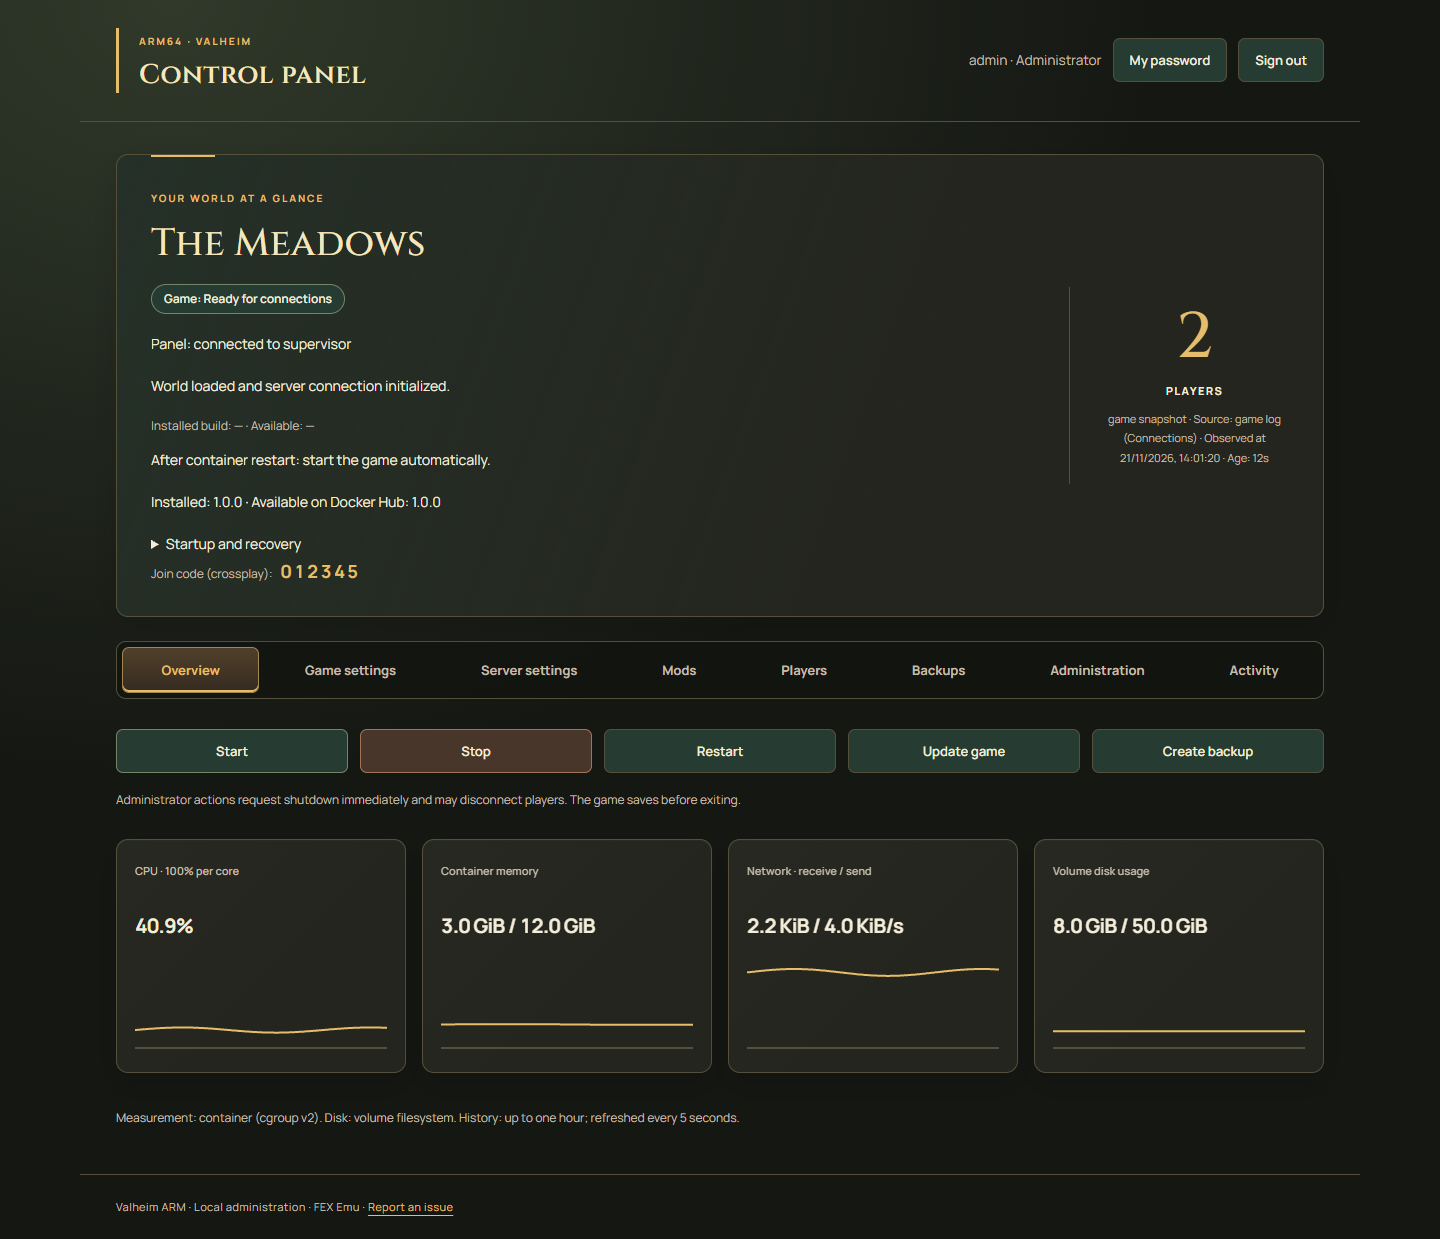 ARM64 · VALHEIM
Control panel
admin · Administrator
My password
Sign out
YOUR WORLD AT A GLANCE
The Meadows
Game: Ready for connections
Panel: connected to supervisor
World loaded and server connection initialized.
Installed build: — · Available: —
After container restart: start the game automatically.
Installed: 1.0.0 · Available on Docker Hub: 1.0.0
Startup and recovery
Join code (crossplay): 012345
2
PLAYERS
game snapshot · Source: game log
(Connections) · Observed at
21/11/2026, 14:01:20 · Age: 12s
Overview
Game settings
Server settings
Mods
Players
Backups
Administration
Activity
Start
Stop
Restart
Update game
Create backup
Administrator actions request shutdown immediately and may disconnect players. The game saves before exiting.
CPU · 100% per core
40.9%
Container memory
3.0 GiB / 12.0 GiB
Network · receive / send
2.2 KiB / 4.0 KiB/s
Volume disk usage
8.0 GiB / 50.0 GiB
Measurement: container (cgroup v2). Disk: volume filesystem. History: up to one hour; refreshed every 5 seconds.
Valheim ARM · Local administration · FEX Emu · Report an issue